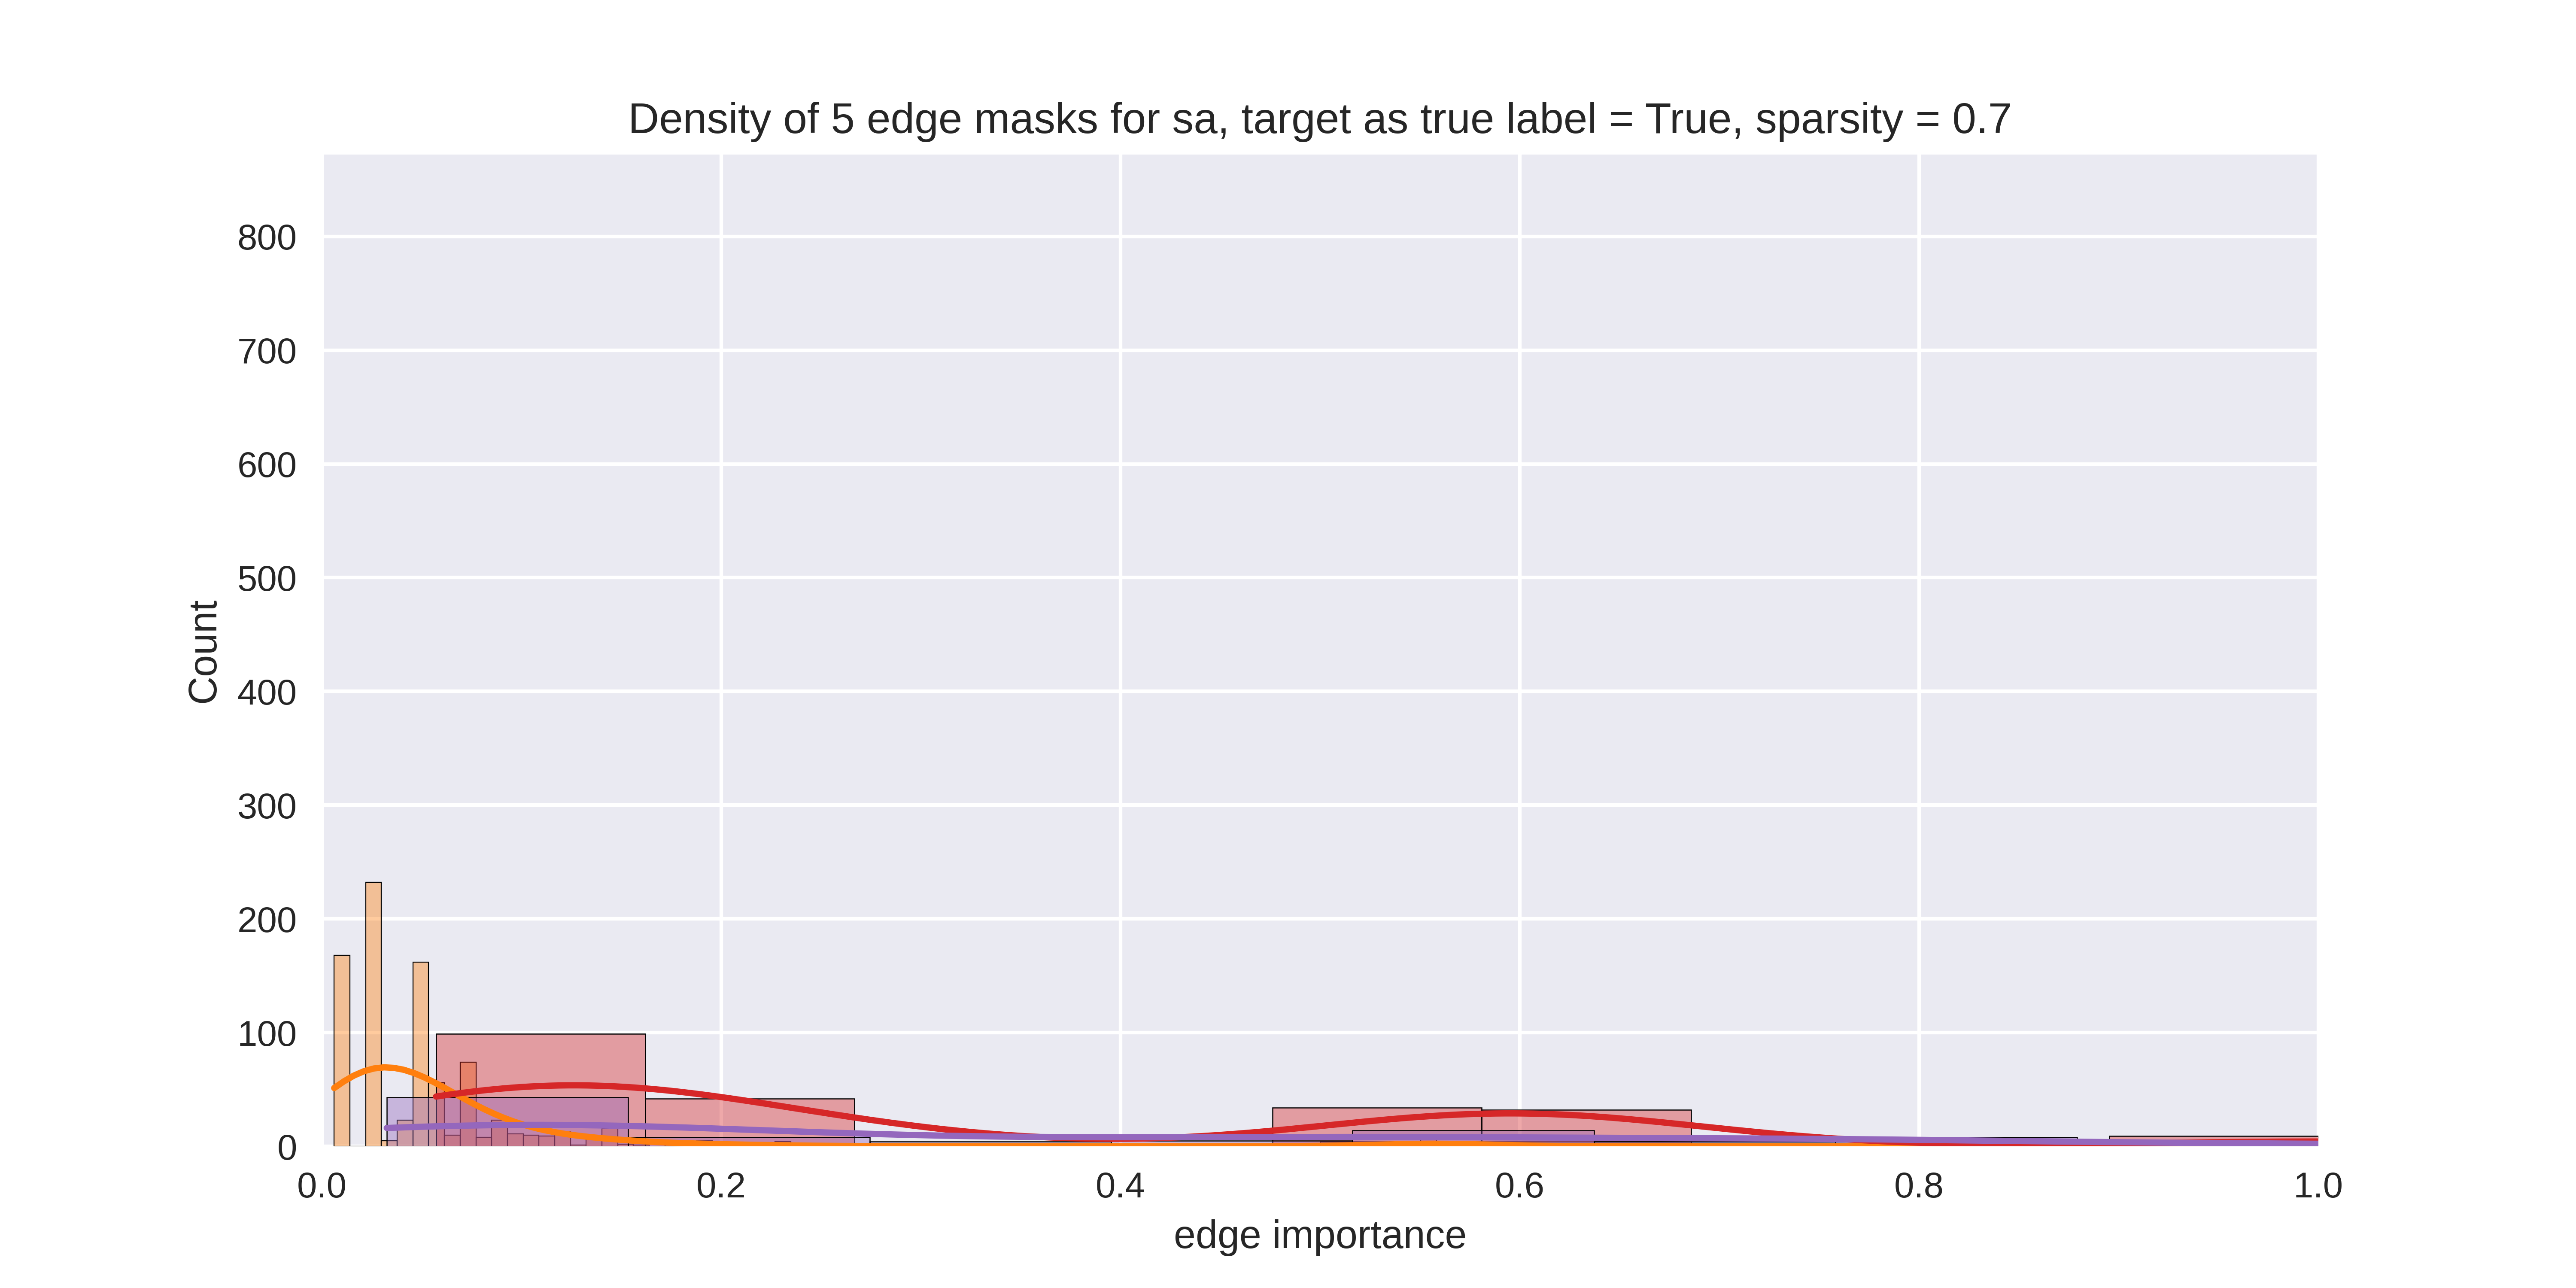 Density of 5 edge masks for sa, target as true label = True, sparsity = 0.7
800
700
600
500
400
300
200
100
0
Count
0.0 0.2 0.4 0.6 0.8 1.0
edge importance